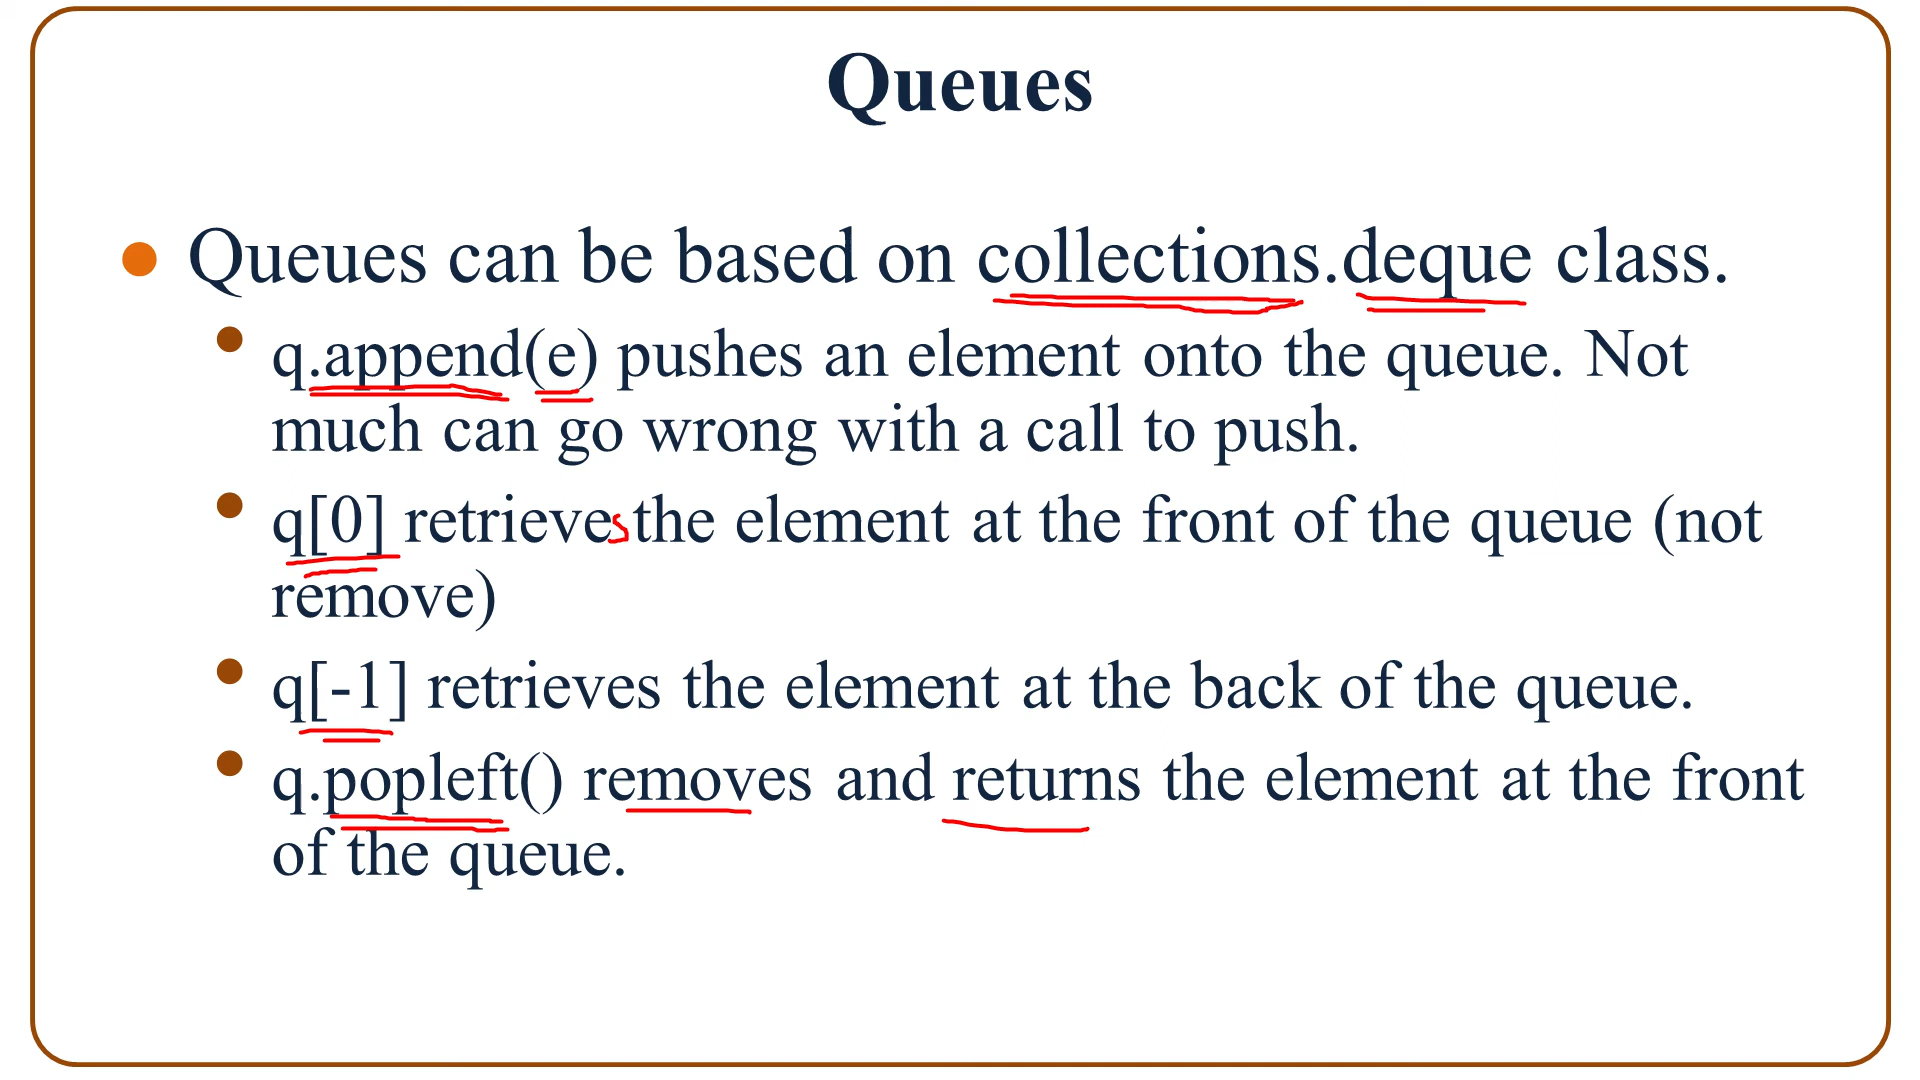 Queues
Queues can be based on collections.deque class.
q.append(e) pushes an element onto the queue. Not
much can go wrong with a call to push.
q[0] retrieves the element at the front of the queue (not
remove)
q[-1] retrieves the element at the back of the queue.
q.popleft() removes and returns the element at the front
of the queue.